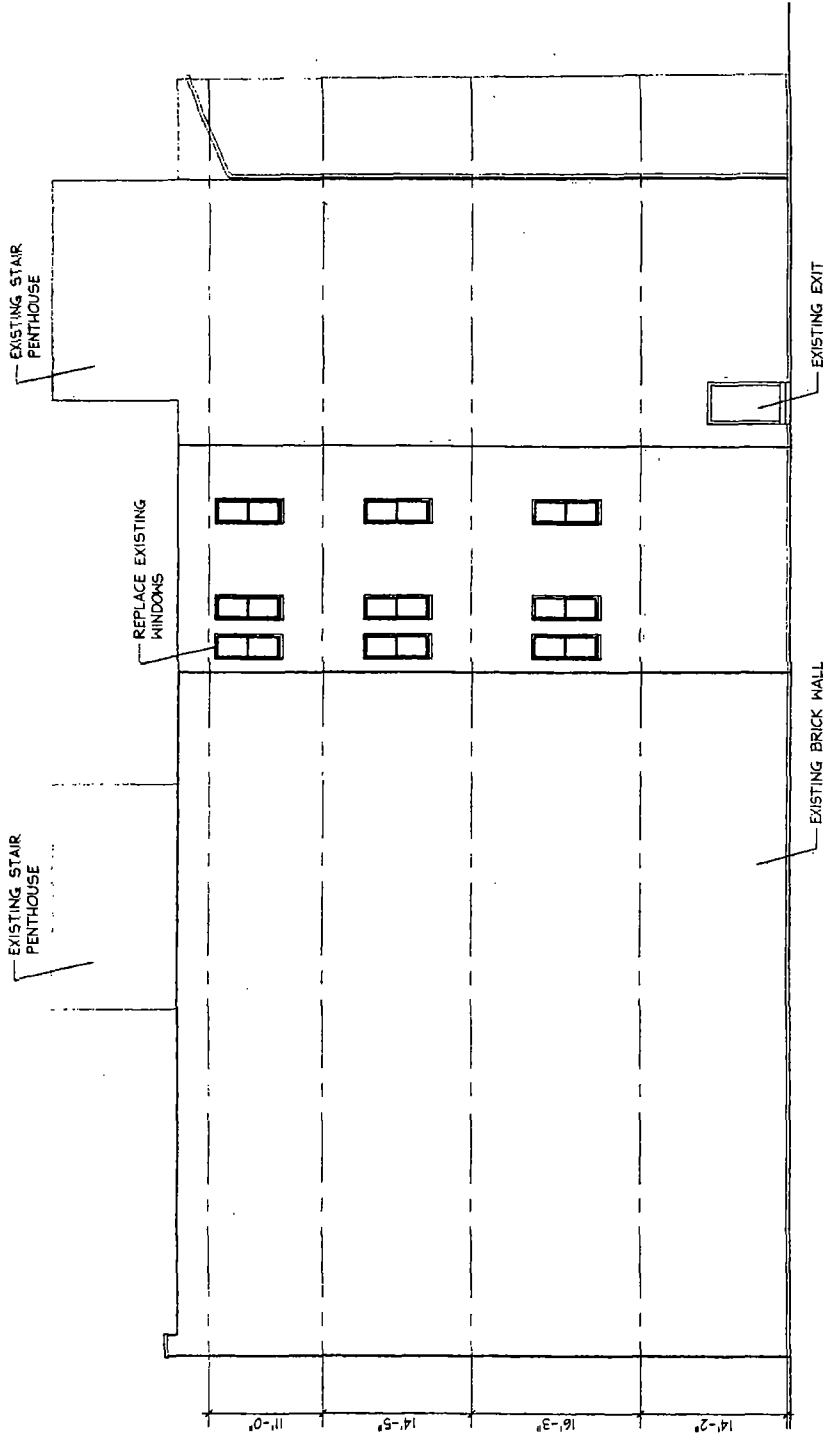 EXISTING STAIR
PENTHOUSE
EXISTING STAIR
PENTHOUSE
REPLACE EXISTING
WINDOWS
11'-0"
14'-5"
16'-3"
14'-2"
EXISTING BRICK WALL
EXISTING EXIT